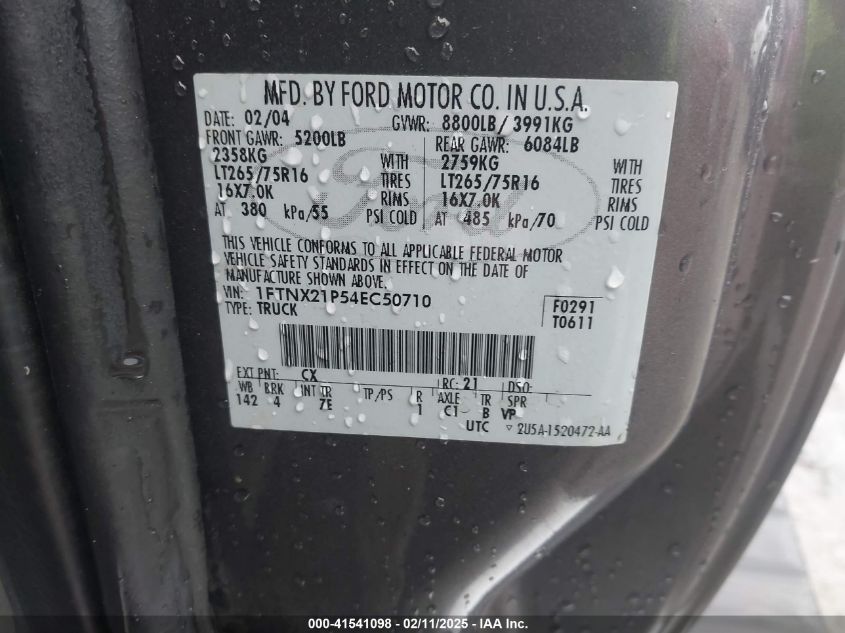 MFD. BY FORD MOTOR CO. IN U.S.A.
DATE: 02/04 GVWR: 8800LB/ 3991KG
FRONT GAWR: 5200LB REAR GAWR: 6084LB
2358KG WITH 2759KG WITH
LT265/75R16 TIRES LT265/75R16 TIRES
16X7.0K RIMS 16X7.0K RIMS
AT 380 kPa/55 PSI COLD AT 485 kPa/70 PSI COLD
THIS VEHICLE CONFORMS TO ALL APPLICABLE FEDERAL MOTOR
VEHICLE SAFETY STANDARDS IN EFFECT ON THE DATE OF
MANUFACTURE SHOWN ABOVE.
VIN: 1FTNX21P54EC50710 F0291
TYPE: TRUCK T0611
EXT PNT: CX RC: 21 DSO:
WB BRK INT TR TP/PS R AXLE TR SPR
142 4 7E 1 C1 B VP
UTC ▽ 2U5A-1520472-AA
Ford
000-41541098 - 02/11/2025 - IAAI.com